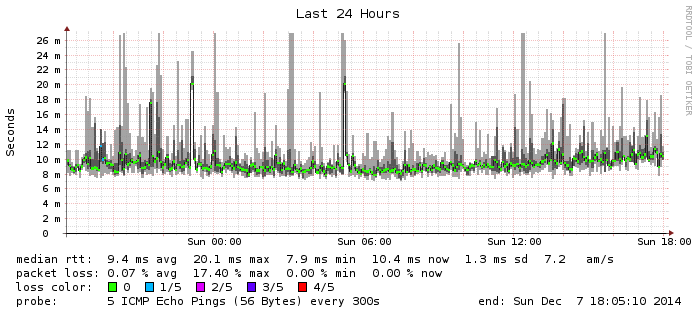 Last 24 Hours
RRDTOOL / TOBI OETIKER
Seconds
26 m
24 m
22 m
20 m
18 m
16 m
14 m
12 m
10 m
8 m
6 m
4 m
2 m
0
Sun 00:00 Sun 06:00 Sun 12:00 Sun 18:00
median rtt: 9.4 ms avg 20.1 ms max 7.9 ms min 10.4 ms now 1.3 ms sd 7.2 am/s
packet loss: 0.07 % avg 17.40 % max 0.00 % min 0.00 % now
loss color: 0 1/5 2/5 3/5 4/5
probe: 5 ICMP Echo Pings (56 Bytes) every 300s end: Sun Dec 7 18:05:10 2014